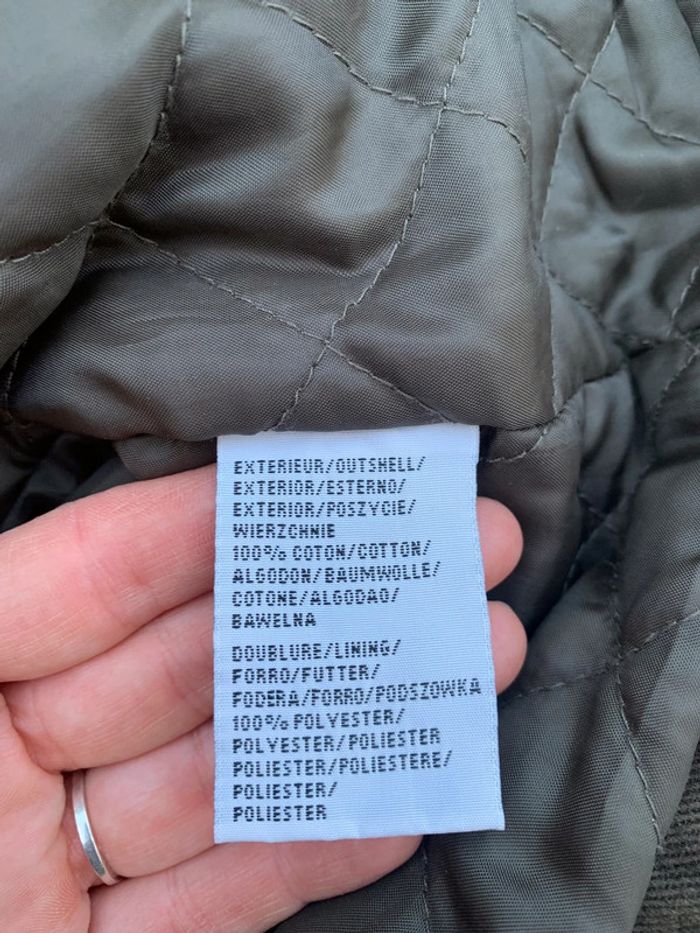 EXTERIEUR/OUTSHELL/
EXTERIOR/ESTERNO/
EXTERIOR/POSZYCIE/
WIERZCHNIE
100% COTON/COTTON/
ALGODON/BAUMWOLLE/
COTONE/ALGODAO/
BAWELNA
DOUBLURE/LINING/
FORRO/FUTTER/
FODERA/FORRO/PODSZOWKA
100% POLYESTER/
POLYESTER/POLIESTER
POLIESTER/POLIESTERE/
POLIESTER/
POLIESTER